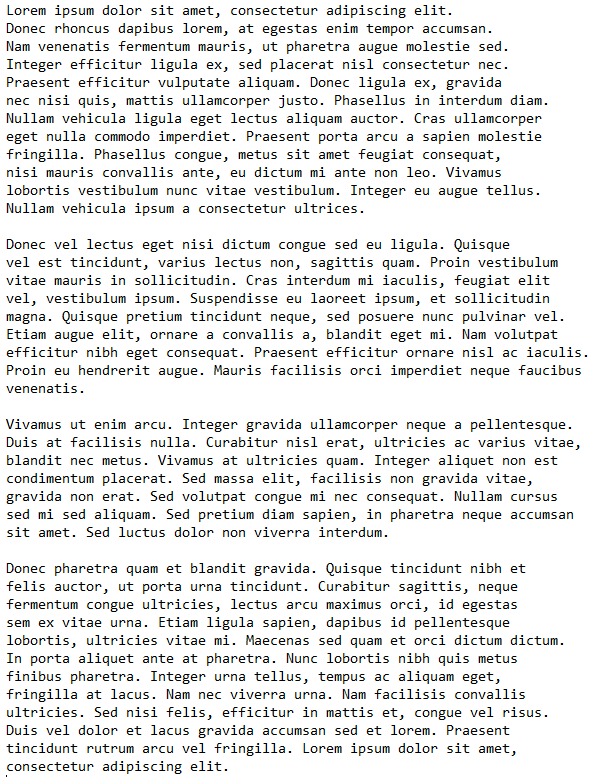 Lorem ipsum dolor sit amet, consectetur adipiscing elit.
Donec rhoncus dapibus lorem, at egestas enim tempor accumsan.
Nam venenatis fermentum mauris, ut pharetra augue molestie sed.
Integer efficitur ligula ex, sed placerat nisl consectetur nec.
Praesent efficitur vulputate aliquam. Donec ligula ex, gravida
nec nisi quis, mattis ullamcorper justo. Phasellus in interdum diam.
Nullam vehicula ligula eget lectus aliquam auctor. Cras ullamcorper
eget nulla commodo imperdiet. Praesent porta arcu a sapien molestie
fringilla. Phasellus congue, metus sit amet feugiat consequat,
nisi mauris convallis ante, eu dictum mi ante non leo. Vivamus
lobortis vestibulum nunc vitae vestibulum. Integer eu augue tellus.
Nullam vehicula ipsum a consectetur ultrices.

Donec vel lectus eget nisi dictum congue sed eu ligula. Quisque
vel est tincidunt, varius lectus non, sagittis quam. Proin vestibulum
vitae mauris in sollicitudin. Cras interdum mi iaculis, feugiat elit
vel, vestibulum ipsum. Suspendisse eu laoreet ipsum, et sollicitudin
magna. Quisque pretium tincidunt neque, sed posuere nunc pulvinar vel.
Etiam augue elit, ornare a convallis a, blandit eget mi. Nam volutpat
efficitur nibh eget consequat. Praesent efficitur ornare nisl ac iaculis.
Proin eu hendrerit augue. Mauris facilisis orci imperdiet neque faucibus
venenatis.

Vivamus ut enim arcu. Integer gravida ullamcorper neque a pellentesque.
Duis at facilisis nulla. Curabitur nisl erat, ultricies ac varius vitae,
blandit nec metus. Vivamus at ultricies quam. Integer aliquet non est
condimentum placerat. Sed massa elit, facilisis non gravida vitae,
gravida non erat. Sed volutpat congue mi nec consequat. Nullam cursus
sed mi sed aliquam. Sed pretium diam sapien, in pharetra neque accumsan
sit amet. Sed luctus dolor non viverra interdum.

Donec pharetra quam et blandit gravida. Quisque tincidunt nibh et
felis auctor, ut porta urna tincidunt. Curabitur sagittis, neque
fermentum congue ultricies, lectus arcu maximus orci, id egestas
sem ex vitae urna. Etiam ligula sapien, dapibus id pellentesque
lobortis, ultricies vitae mi. Maecenas sed quam et orci dictum dictum.
In porta aliquet ante at pharetra. Nunc lobortis nibh quis metus
finibus pharetra. Integer urna tellus, tempus ac aliquam eget,
fringilla at lacus. Nam nec viverra urna. Nam facilisis convallis
ultricies. Sed nisi felis, efficitur in mattis et, congue vel risus.
Duis vel dolor et lacus gravida accumsan sed et lorem. Praesent
tincidunt rutrum arcu vel fringilla. Lorem ipsum dolor sit amet,
consectetur adipiscing elit.